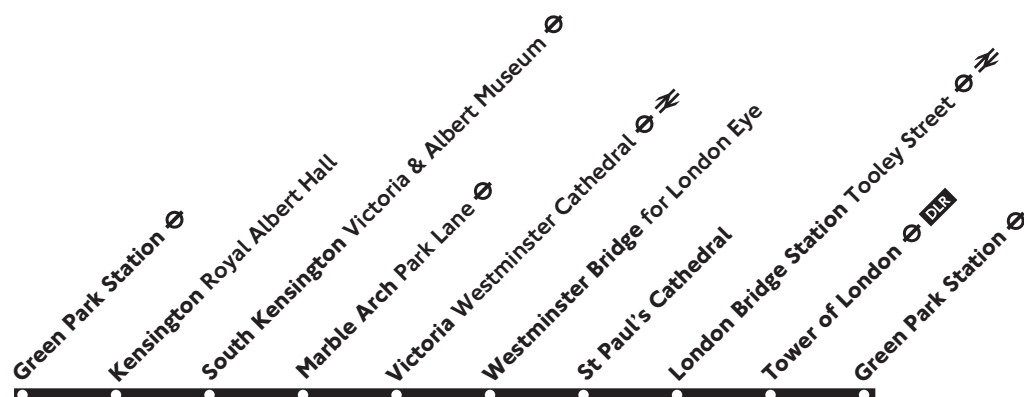 Green Park Station
Kensington Royal Albert Hall
South Kensington Victoria & Albert Museum
Marble Arch Park Lane
Victoria Westminster Cathedral
Westminster Bridge for London Eye
St Paul's Cathedral
London Bridge Station Tooley Street
Tower of London DLR
Green Park Station